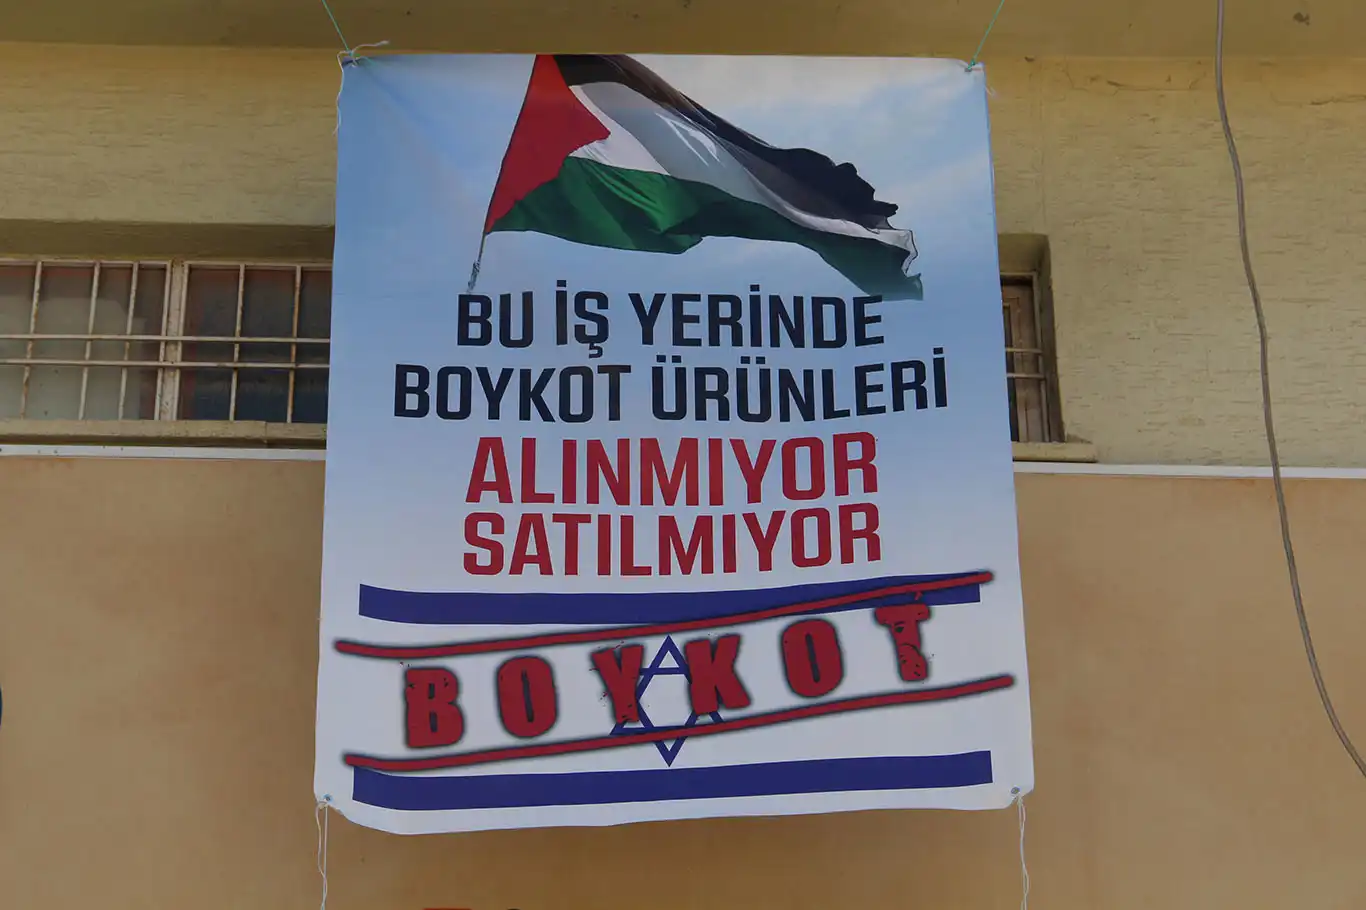 BU İŞ YERİNDE
BOYKOT ÜRÜNLERİ
ALINMIYOR
SATILMIYOR
BOYKOT